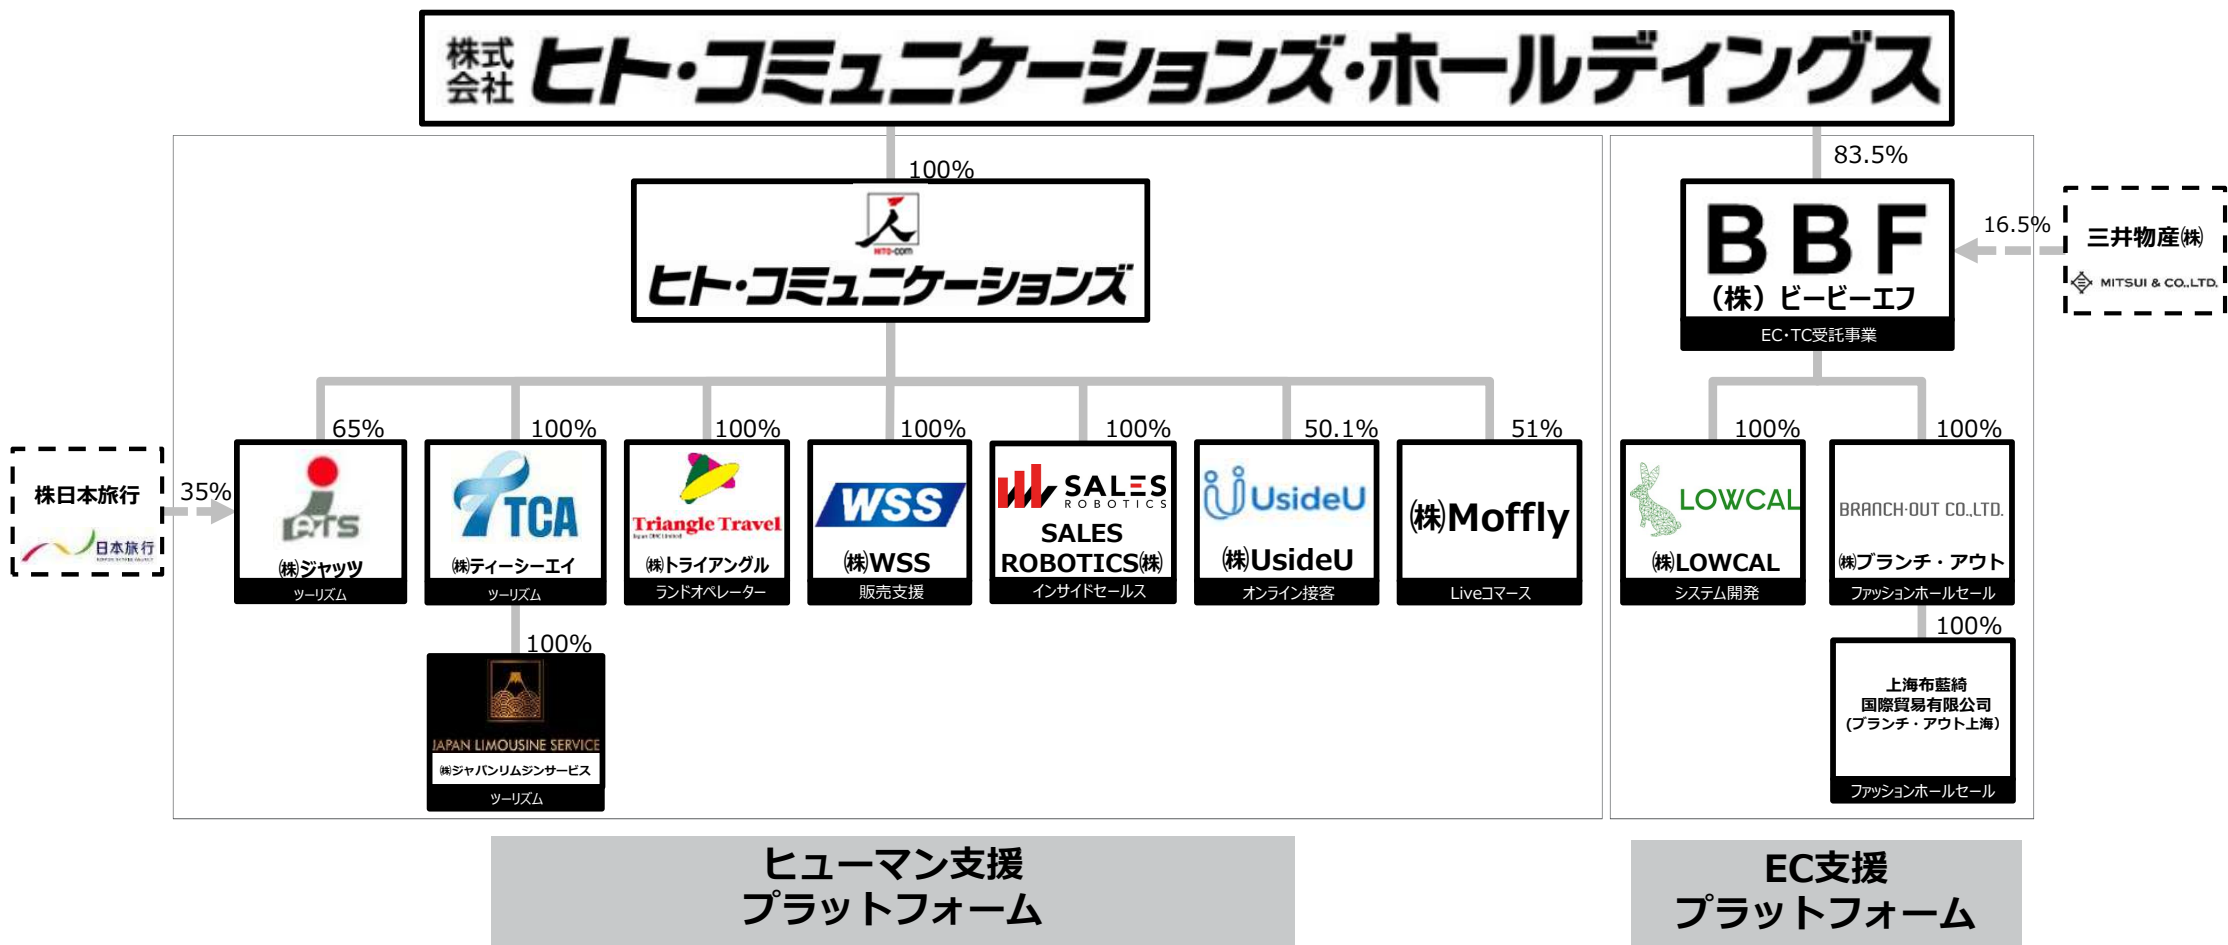 株式
会社
ヒト・コミュニケーションズ・ホールディングス
100%
HITO-COM
ヒト・コミュニケーションズ
83.5%
BBF
（株）ビービーエフ
EC・TC受託事業
16.5%
三井物産㈱
MITSUI & CO.,LTD.
株日本旅行
日本旅行
35%
65%
JATS
㈱ジャッツ
ツーリズム
100%
TCA
㈱ティーシーエイ
ツーリズム
100%
Triangle Travel
㈱トライアングル
ランドオペレーター
100%
WSS
㈱WSS
販売支援
100%
SALES
ROBOTICS
SALES
ROBOTICS㈱
インサイドセールス
50.1%
UsideU
㈱UsideU
オンライン接客
51%
㈱Moffly
Liveコマース
100%
LOWCAL
㈱LOWCAL
システム開発
100%
BRANCH·OUT CO.,LTD.
㈱ブランチ・アウト
ファッションホールセール
100%
JAPAN LIMOUSINE SERVICE
㈱ジャパンリムジンサービス
ツーリズム
100%
上海布藍綺
国際貿易有限公司
(ブランチ・アウト上海）
ファッションホールセール
ヒューマン支援
プラットフォーム
EC支援
プラットフォーム